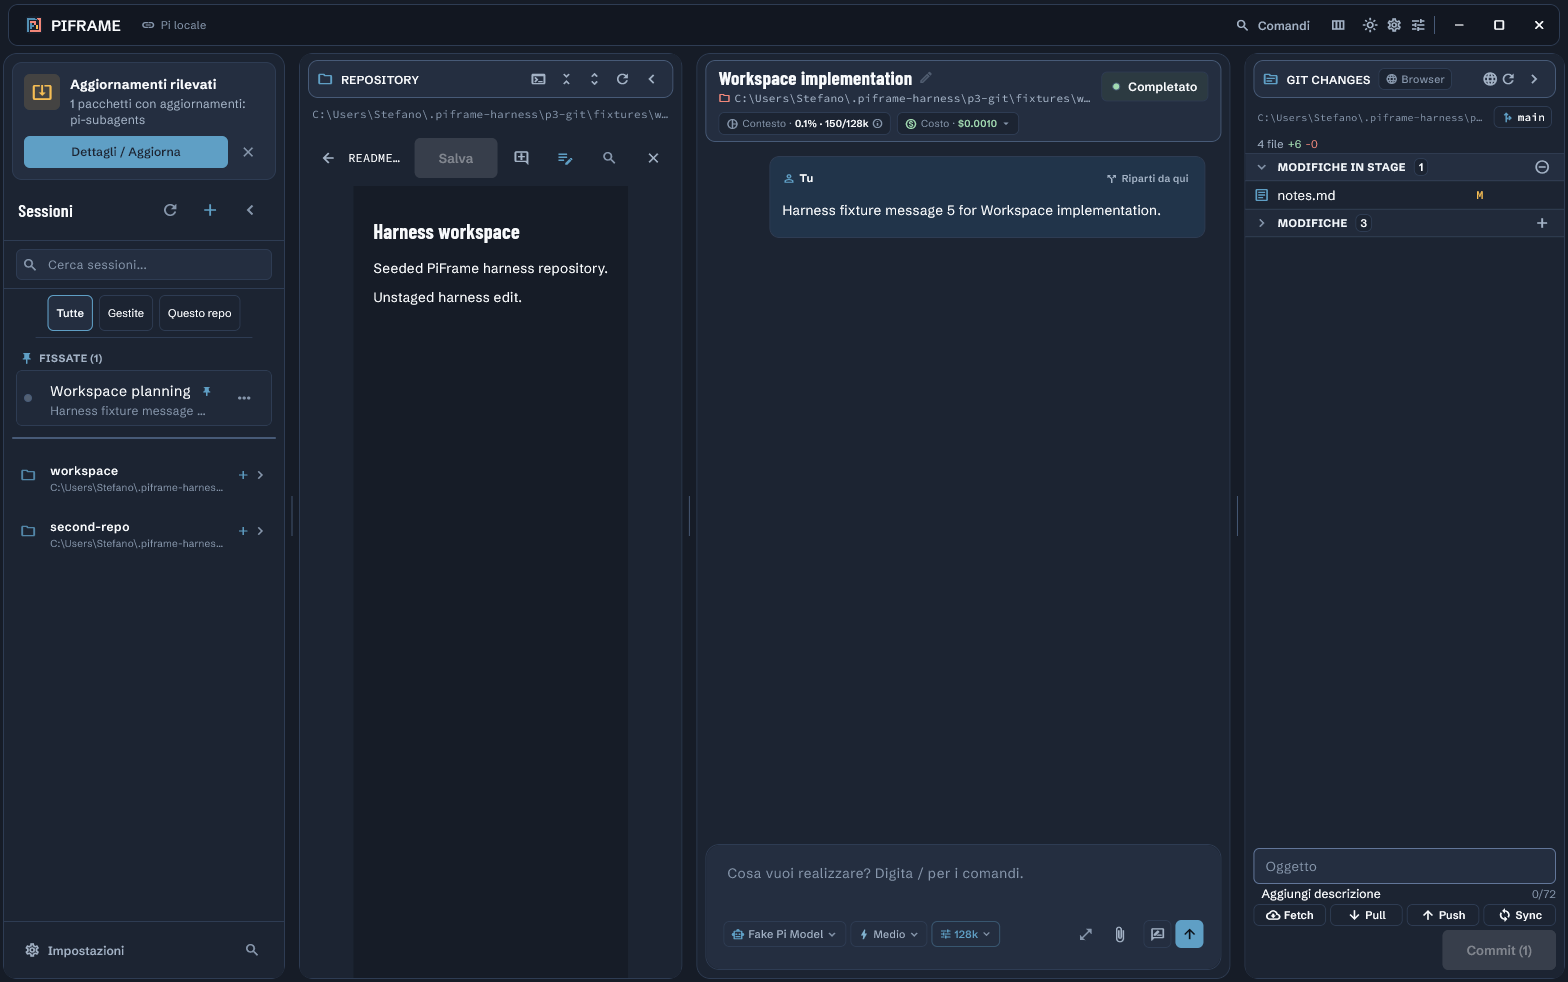 PIFRAME
Pi locale
Comandi
Aggiornamenti rilevati
1 pacchetti con aggiornamenti:
pi-subagents
Dettagli / Aggiorna
Sessioni
Cerca sessioni...
Tutte
Gestite
Questo repo
FISSATE (1)
Workspace planning
Harness fixture message ...
workspace
C:\Users\Stefano\.piframe-harnes...
second-repo
C:\Users\Stefano\.piframe-harnes...
Impostazioni
REPOSITORY
C:\Users\Stefano\.piframe-harness\p3-git\fixtures\w...
README...
Salva
Harness workspace
Seeded PiFrame harness repository.
Unstaged harness edit.
Workspace implementation
C:\Users\Stefano\.piframe-harness\p3-git\fixtures\w...
Completato
Contesto · 0.1% · 150/128k
Costo · $0.0010
Tu
Riparti da qui
Harness fixture message 5 for Workspace implementation.
Cosa vuoi realizzare? Digita / per i comandi.
Fake Pi Model
Medio
128k
GIT CHANGES
Browser
C:\Users\Stefano\.piframe-harness\p...
main
4 file +6 -0
MODIFICHE IN STAGE 1
notes.md M
MODIFICHE 3
Oggetto
Aggiungi descrizione
0/72
Fetch
Pull
Push
Sync
Commit (1)